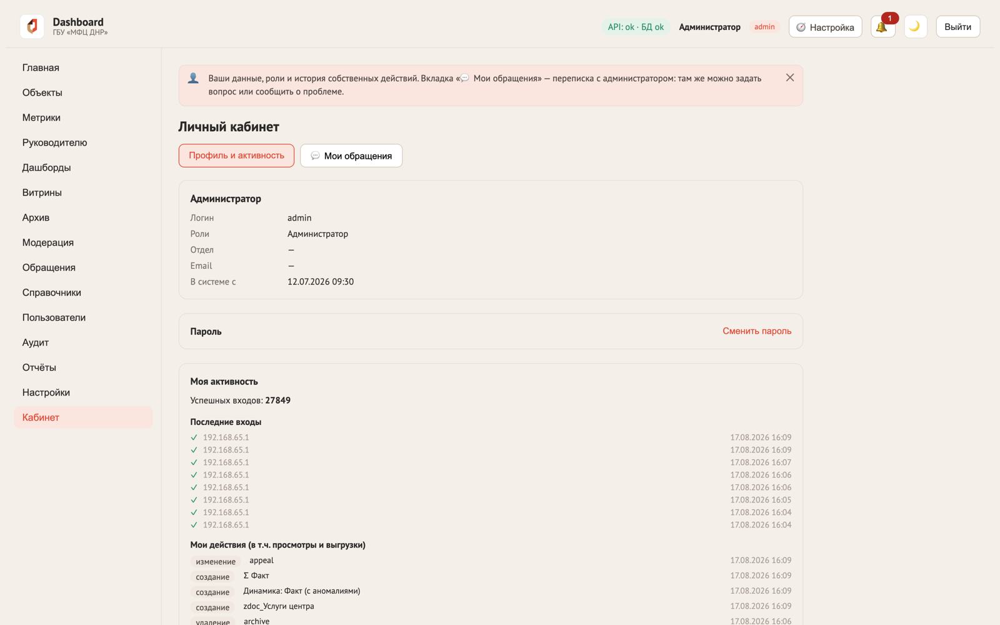 Dashboard
ГБУ «МФЦ ДНР»
API: ok · БД ok
Администратор
admin
Настройка
1
Выйти
Главная
Объекты
Метрики
Руководителю
Дашборды
Витрины
Архив
Модерация
Обращения
Справочники
Пользователи
Аудит
Отчёты
Настройки
Кабинет
Ваши данные, роли и история собственных действий. Вкладка «💬 Мои обращения» — переписка с администратором: там же можно задать
вопрос или сообщить о проблеме.
Личный кабинет
Профиль и активность
💬 Мои обращения
Администратор
Логин admin
Роли Администратор
Отдел —
Email —
В системе с 12.07.2026 09:30
Пароль
Сменить пароль
Моя активность
Успешных входов: 27849
Последние входы
✓ 192.168.65.1 17.08.2026 16:09
✓ 192.168.65.1 17.08.2026 16:09
✓ 192.168.65.1 17.08.2026 16:07
✓ 192.168.65.1 17.08.2026 16:06
✓ 192.168.65.1 17.08.2026 16:06
✓ 192.168.65.1 17.08.2026 16:05
✓ 192.168.65.1 17.08.2026 16:04
✓ 192.168.65.1 17.08.2026 16:04
Мои действия (в т.ч. просмотры и выгрузки)
изменение appeal 17.08.2026 16:09
создание Σ Факт 17.08.2026 16:09
создание Динамика: Факт (с аномалиями) 17.08.2026 16:09
создание zdoc_Услуги центра 17.08.2026 16:09
удаление archive 17.08.2026 16:06